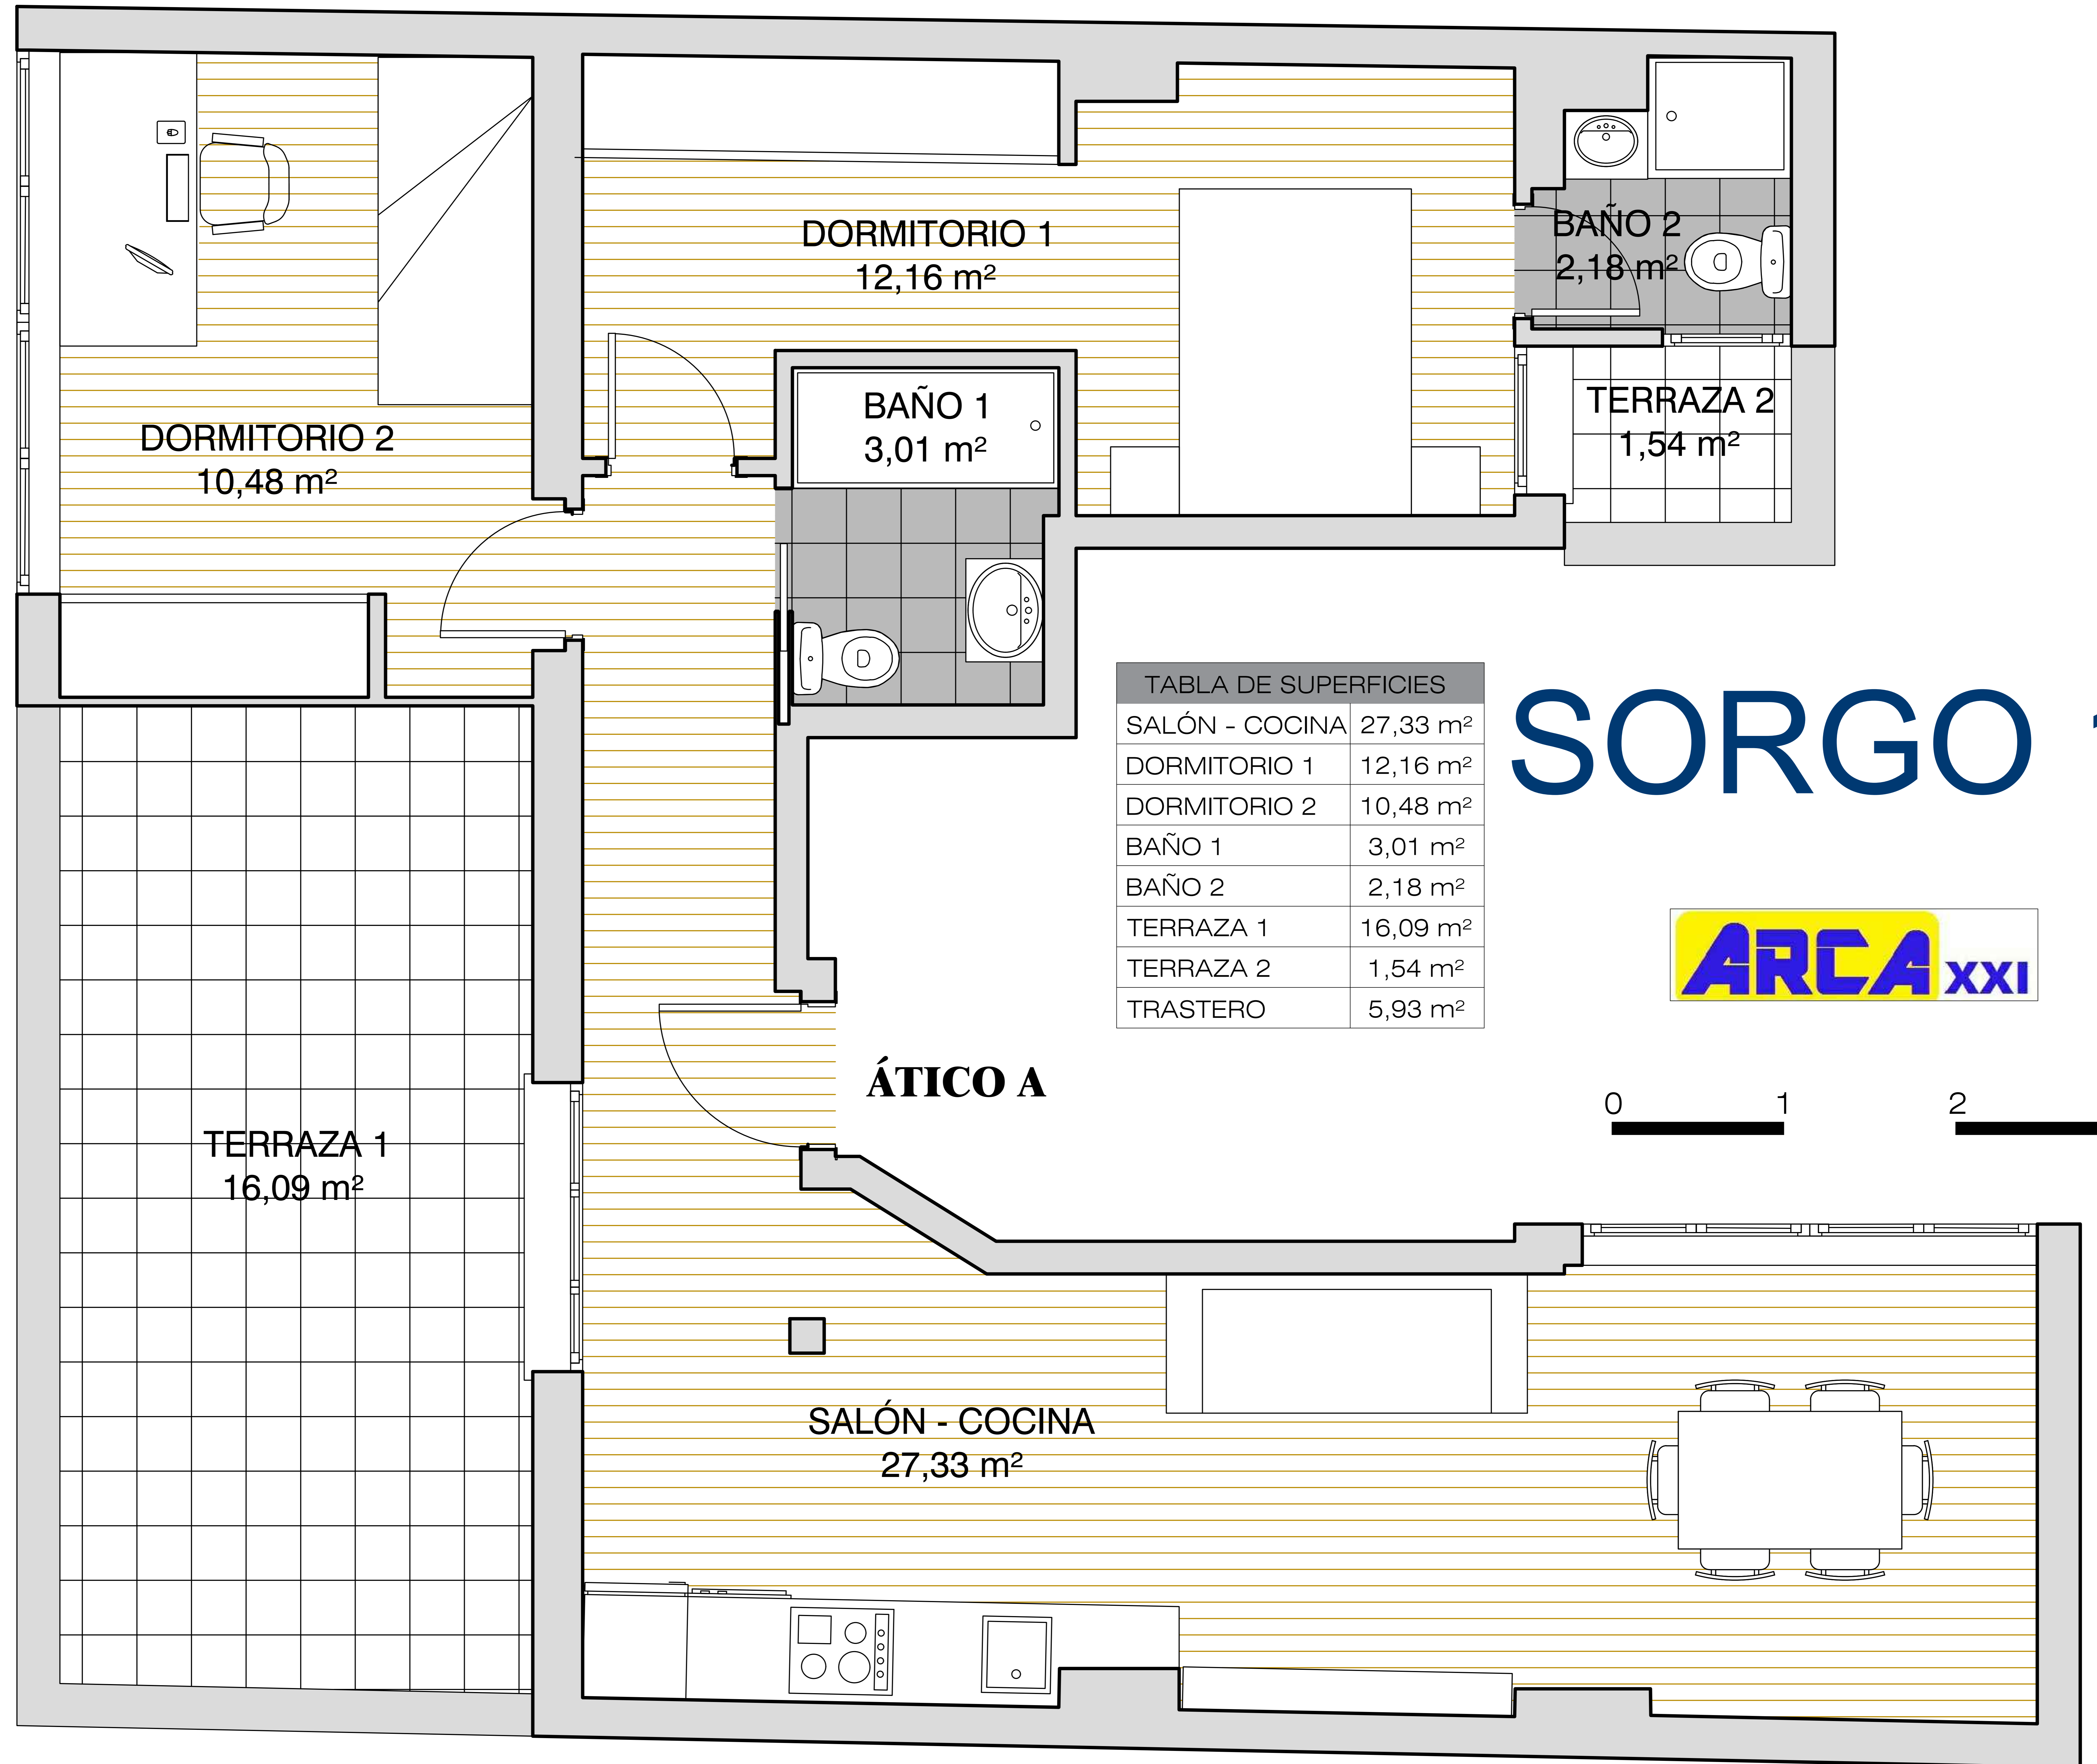 DORMITORIO 1
12,16 m²
BAÑO 2
2,18 m²
BAÑO 1
3,01 m²
TERRAZA 2
1,54 m²
DORMITORIO 2
10,48 m²
TABLA DE SUPERFICIES
SALÓN - COCINA 27,33 m²
DORMITORIO 1 12,16 m²
DORMITORIO 2 10,48 m²
BAÑO 1 3,01 m²
BAÑO 2 2,18 m²
TERRAZA 1 16,09 m²
TERRAZA 2 1,54 m²
TRASTERO 5,93 m²
SORGO
ARCA XXI
ÁTICO A
0 1 2
TERRAZA 1
16,09 m²
SALÓN - COCINA
27,33 m²